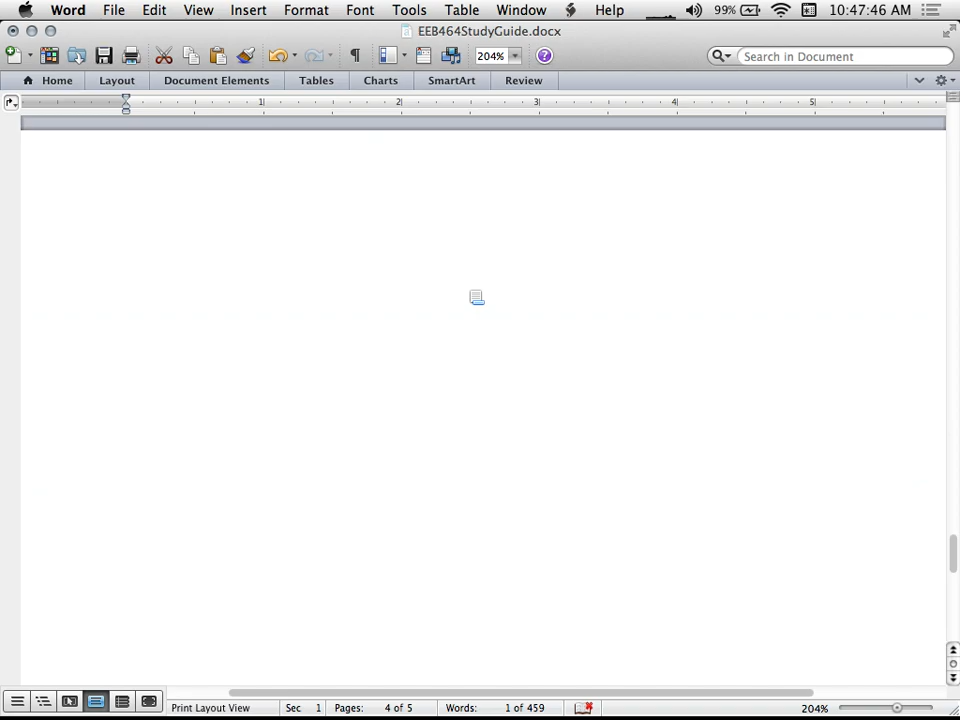 Word File Edit View Insert Format Font Tools Table Window Help 99% 10:47:46 AM
EEB464StudyGuide.docx
204% Search in Document
Home Layout Document Elements Tables Charts SmartArt Review
1 2 3 4 5
Print Layout View Sec 1 Pages: 4 of 5 Words: 1 of 459 204%